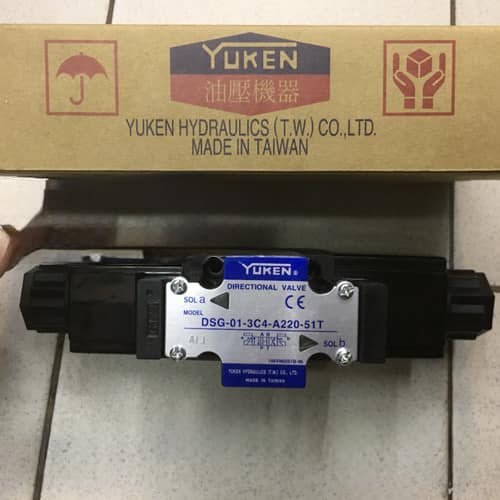 YUKEN
油壓機器
YUKEN HYDRAULICS (T.W.) CO.,LTD.
MADE IN TAIWAN
YUKEN®
DIRECTIONAL VALVE
SOL a
CE
MODEL
DSG-01-3C4-A220-51T
SOL b
YUKEN HYDRAULICS (T.W.) CO., LTD.
MADE IN TAIWAN